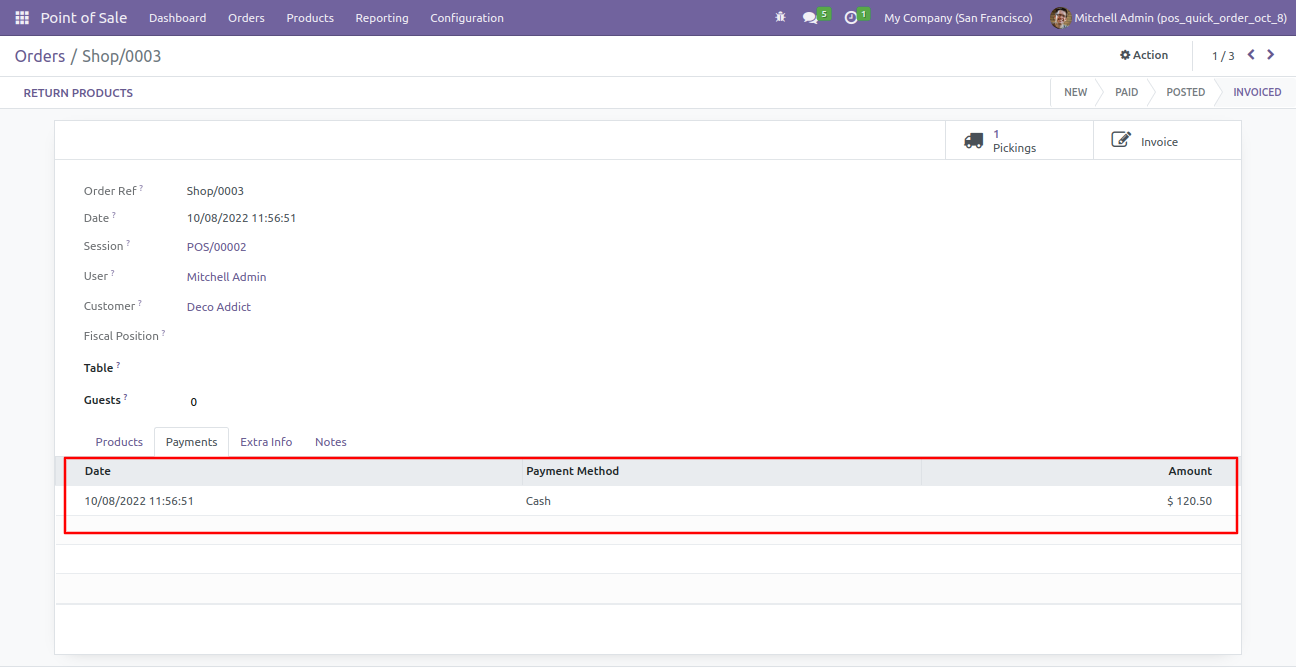 Point of Sale Dashboard Orders Products Reporting Configuration 5 1 My Company (San Francisco) Mitchell Admin (pos_quick_order_oct_8)
Orders / Shop/0003 Action 1 / 3
RETURN PRODUCTS NEW PAID POSTED INVOICED
1 Pickings Invoice
Order Ref ? Shop/0003
Date ? 10/08/2022 11:56:51
Session ? POS/00002
User ? Mitchell Admin
Customer ? Deco Addict
Fiscal Position ?
Table ?
Guests ? 0
Products Payments Extra Info Notes
Date Payment Method Amount
10/08/2022 11:56:51 Cash $ 120.50